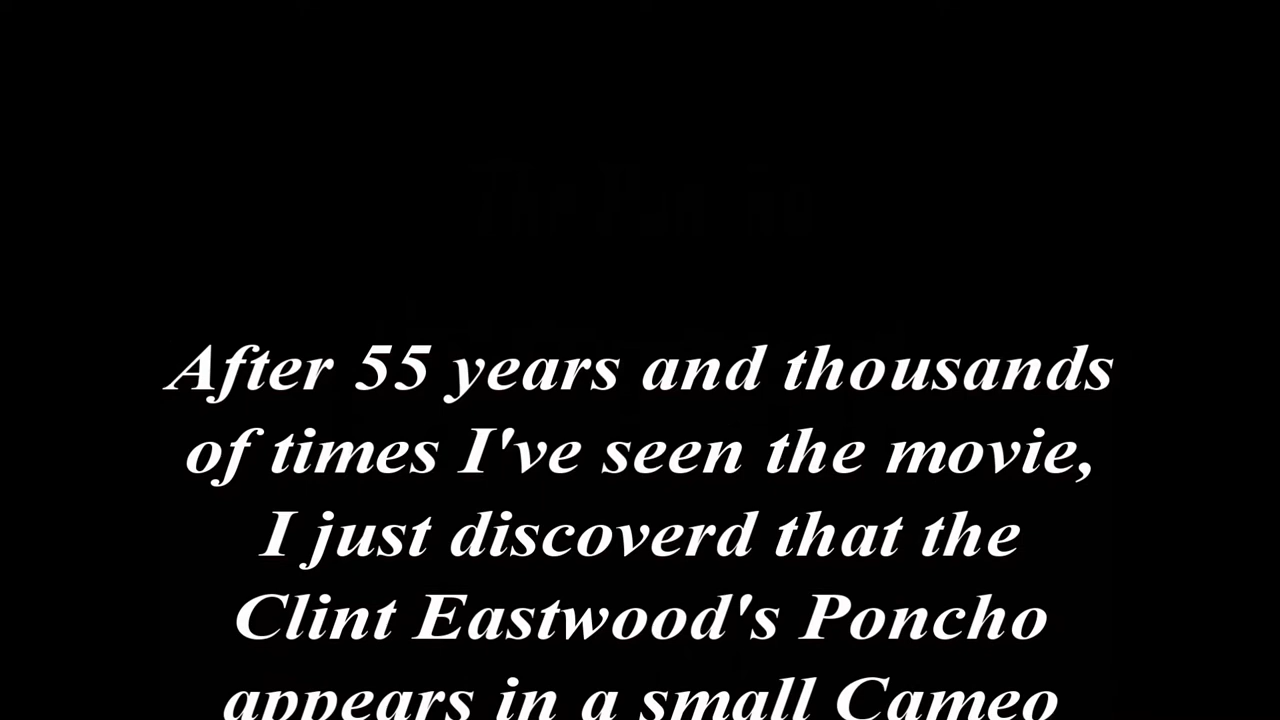 After 55 years and thousands
of times I've seen the movie,
I just discoverd that the
Clint Eastwood's Poncho
appears in a small Cameo